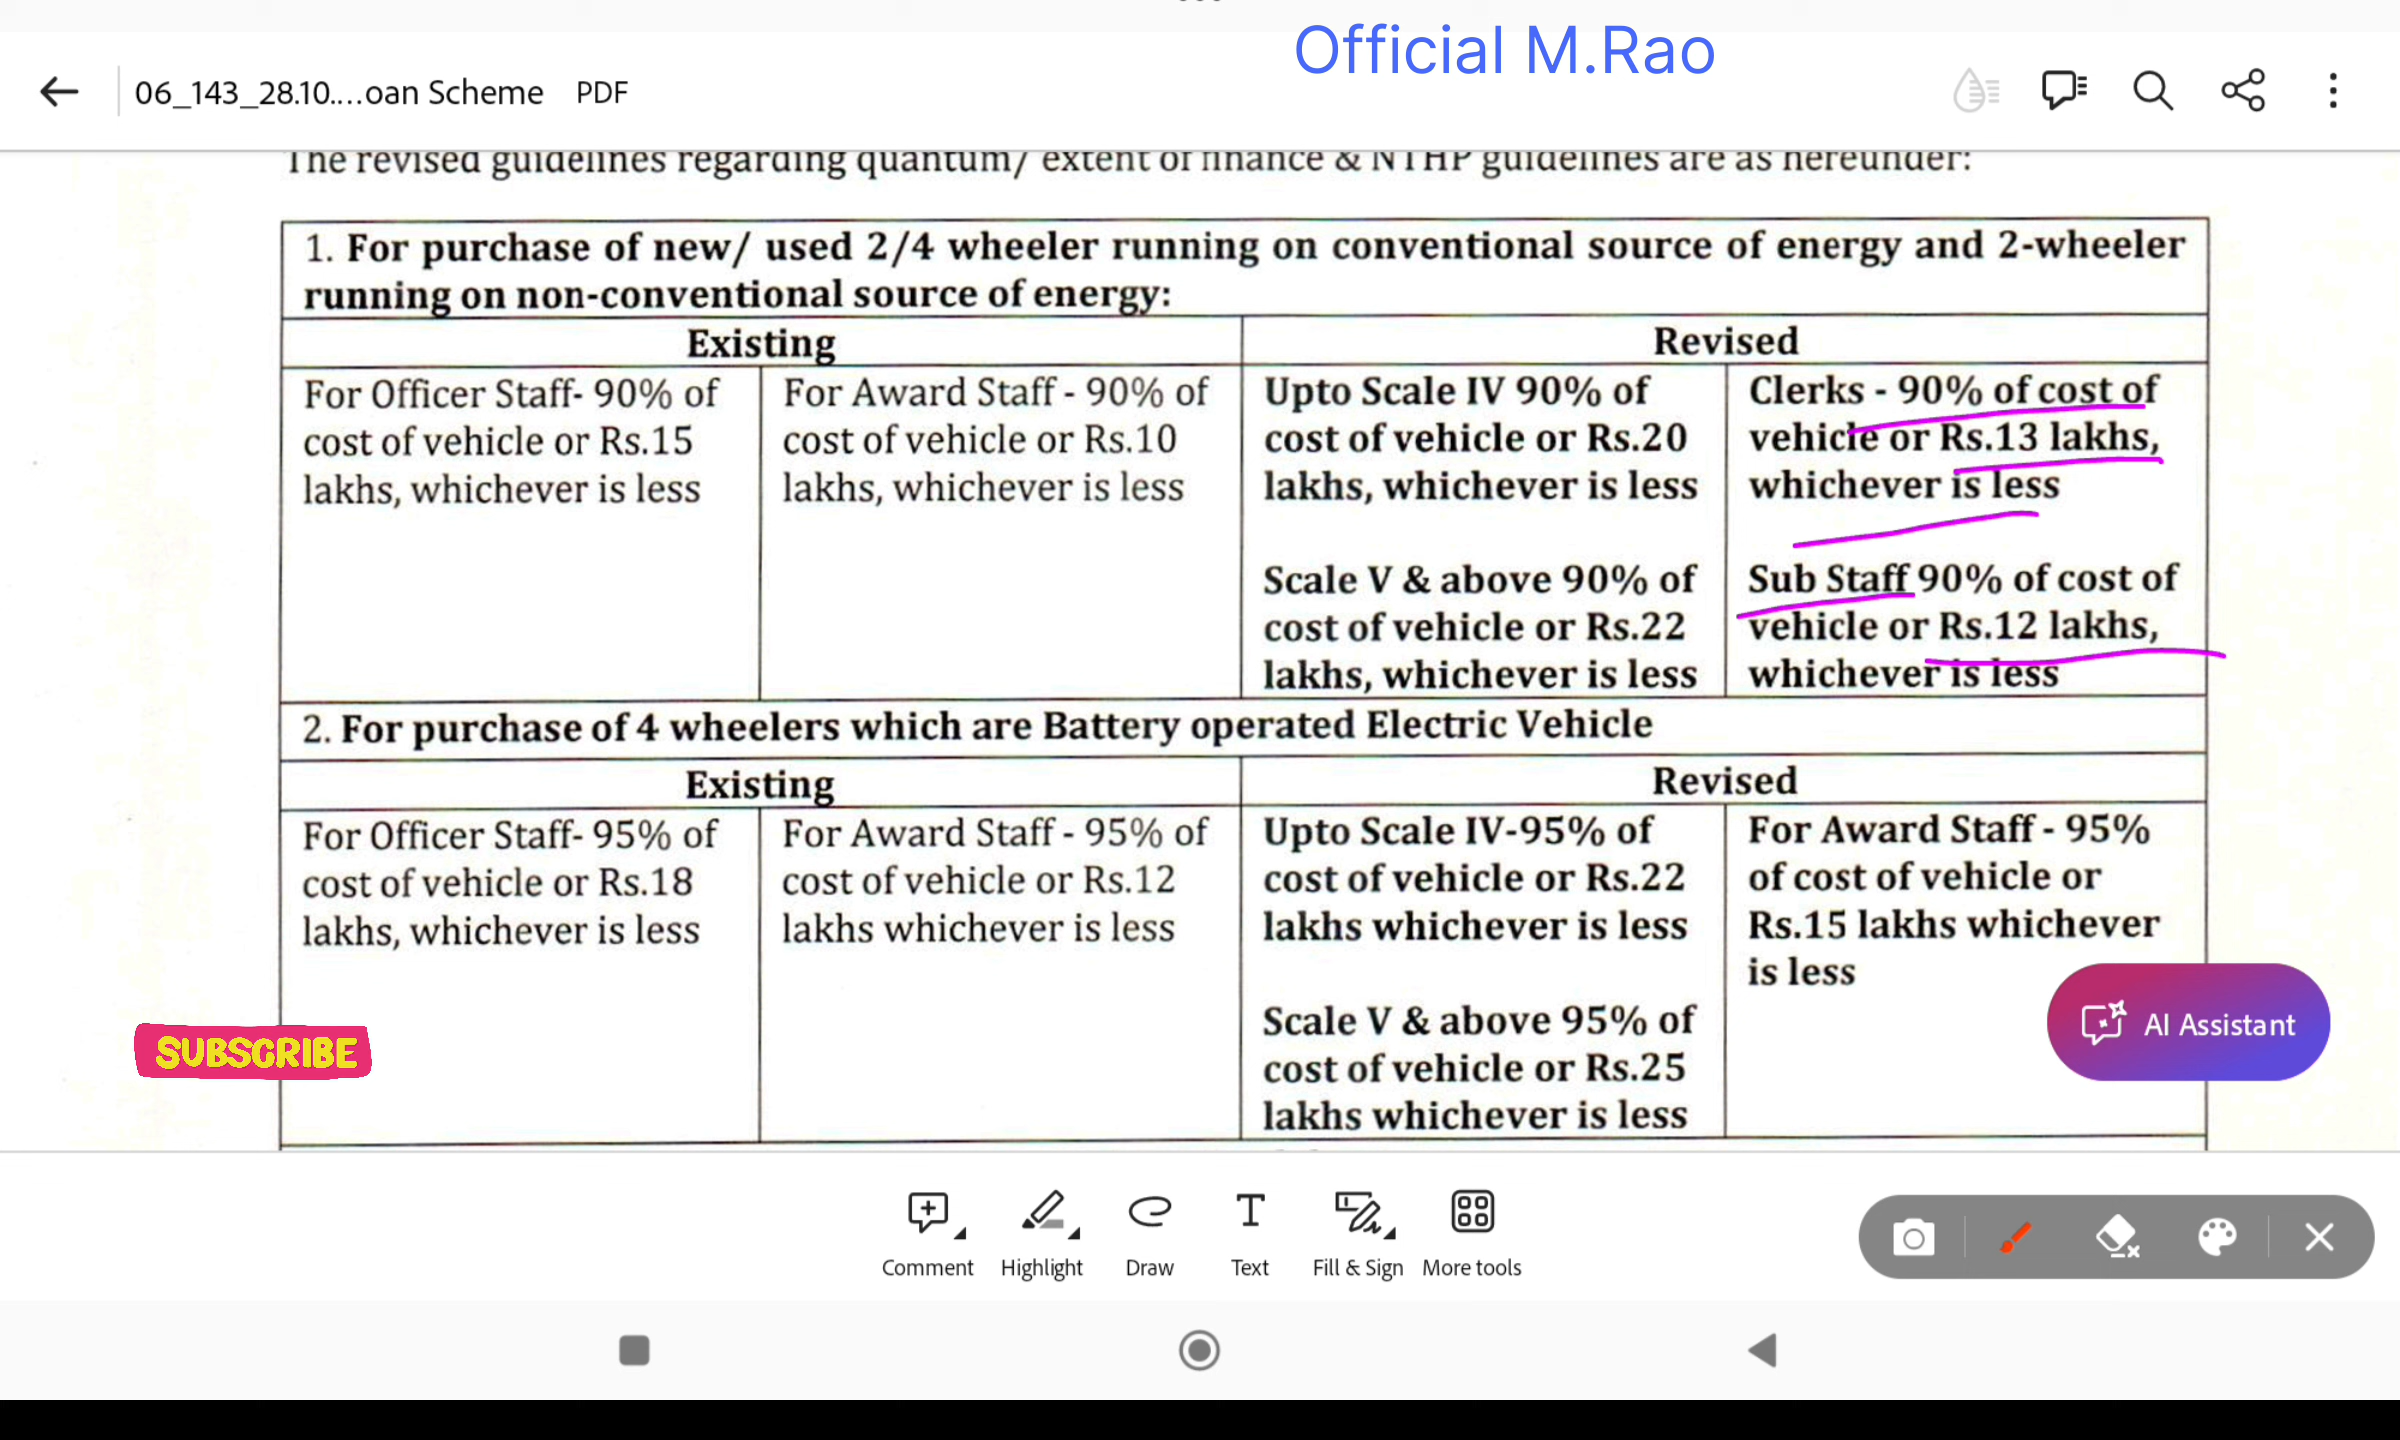 Official M.Rao
06_143_28.10....oan Scheme PDF
The revised guidelines regarding quantum/ extent of finance & NTHP guidelines are as hereunder:
1. For purchase of new/ used 2/4 wheeler running on conventional source of energy and 2-wheeler
running on non-conventional source of energy:
Existing
Revised
For Officer Staff- 90% of
cost of vehicle or Rs.15
lakhs, whichever is less
For Award Staff - 90% of
cost of vehicle or Rs.10
lakhs, whichever is less
Upto Scale IV 90% of
cost of vehicle or Rs.20
lakhs, whichever is less
Scale V & above 90% of
cost of vehicle or Rs.22
lakhs, whichever is less
Clerks - 90% of cost of
vehicle or Rs.13 lakhs,
whichever is less
Sub Staff 90% of cost of
vehicle or Rs.12 lakhs,
whichever is less
2. For purchase of 4 wheelers which are Battery operated Electric Vehicle
Existing
Revised
For Officer Staff- 95% of
cost of vehicle or Rs.18
lakhs, whichever is less
For Award Staff - 95% of
cost of vehicle or Rs.12
lakhs whichever is less
Upto Scale IV-95% of
cost of vehicle or Rs.22
lakhs whichever is less
Scale V & above 95% of
cost of vehicle or Rs.25
lakhs whichever is less
For Award Staff - 95%
of cost of vehicle or
Rs.15 lakhs whichever
is less
SUBSCRIBE
AI Assistant
Comment
Highlight
Draw
Text
Fill & Sign
More tools